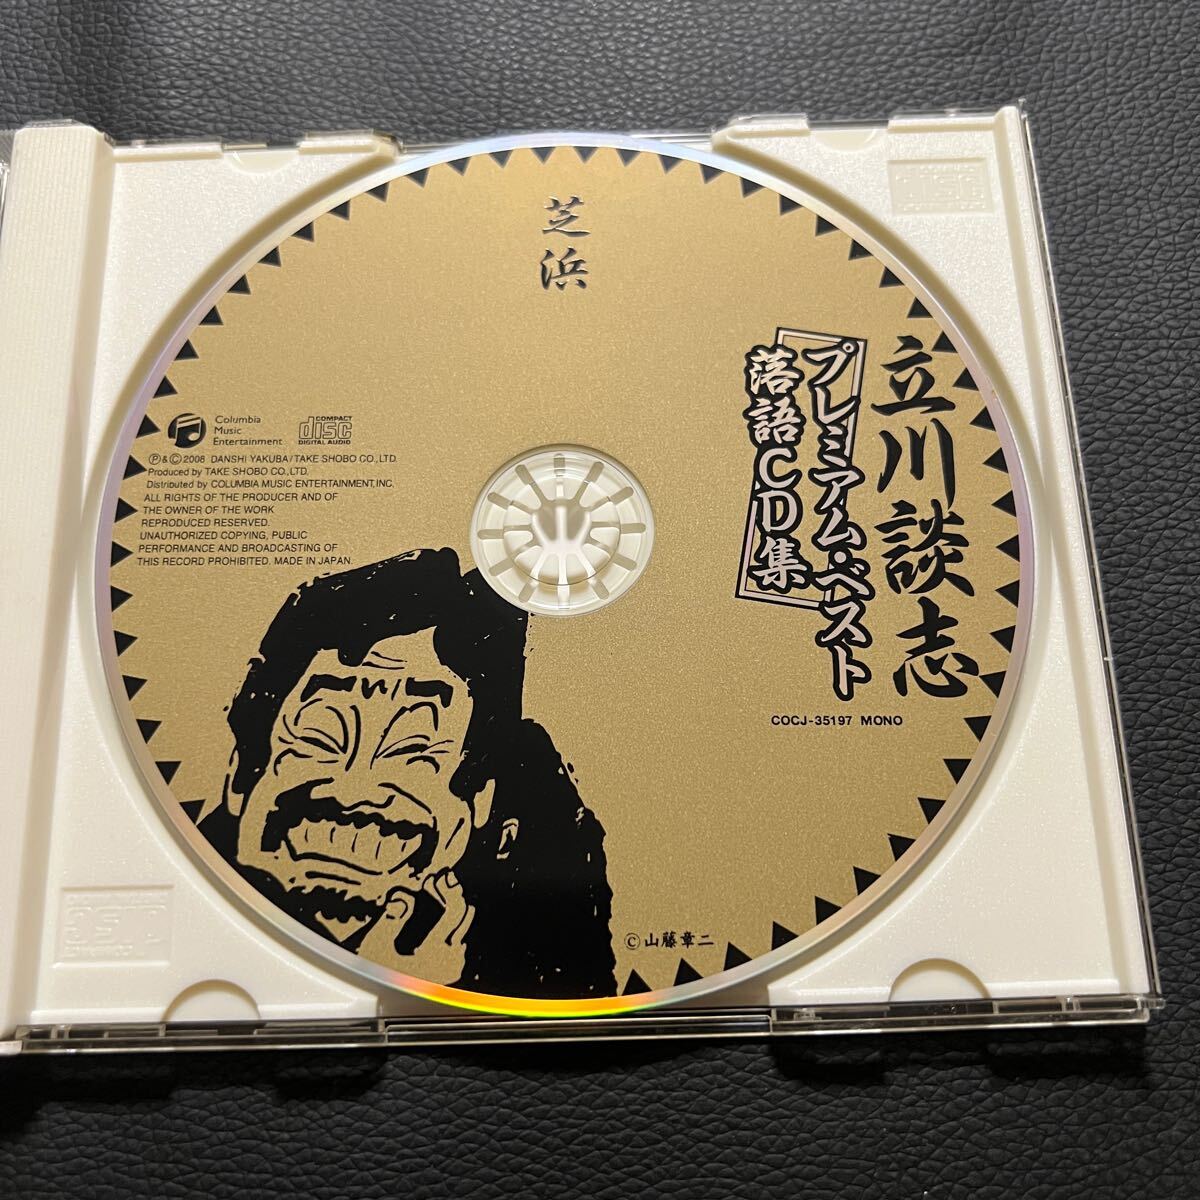 芝浜
立川談志
プレミアム・ベスト
落語CD集
COCJ-35197 MONO
Columbia
Music
Entertainment
COMPACT
disc
DIGITAL AUDIO
Ⓟ&Ⓒ2008 DANSHI YAKUBA/TAKE SHOBO CO.,LTD.
Produced by TAKE SHOBO CO.,LTD.
Distributed by COLUMBIA MUSIC ENTERTAINMENT,INC.
ALL RIGHTS OF THE PRODUCER AND OF
THE OWNER OF THE WORK
REPRODUCED RESERVED.
UNAUTHORIZED COPYING, PUBLIC
PERFORMANCE AND BROADCASTING OF
THIS RECORD PROHIBITED. MADE IN JAPAN.
©山藤章二